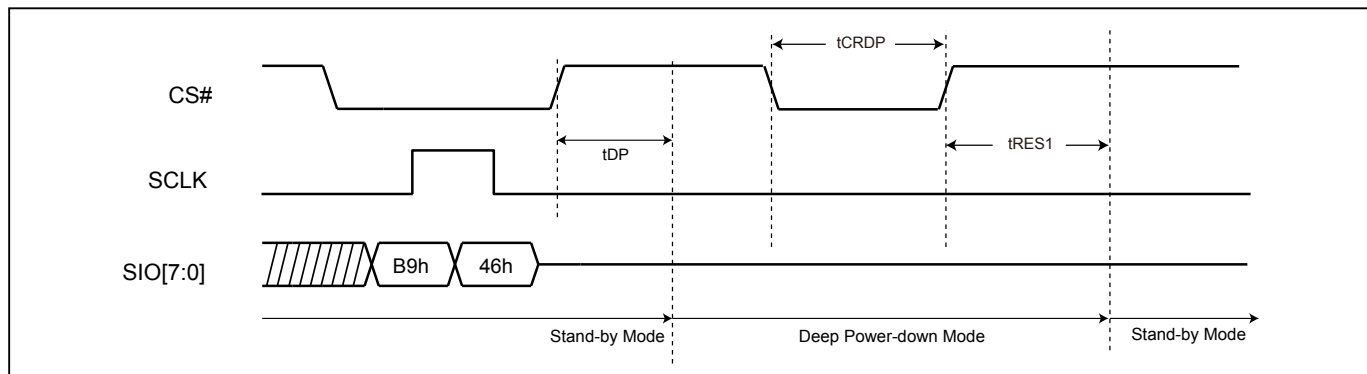 tCRDP
CS#
tDP
tRES1
SCLK
SIO[7:0]
B9h
46h
Stand-by Mode
Deep Power-down Mode
Stand-by Mode